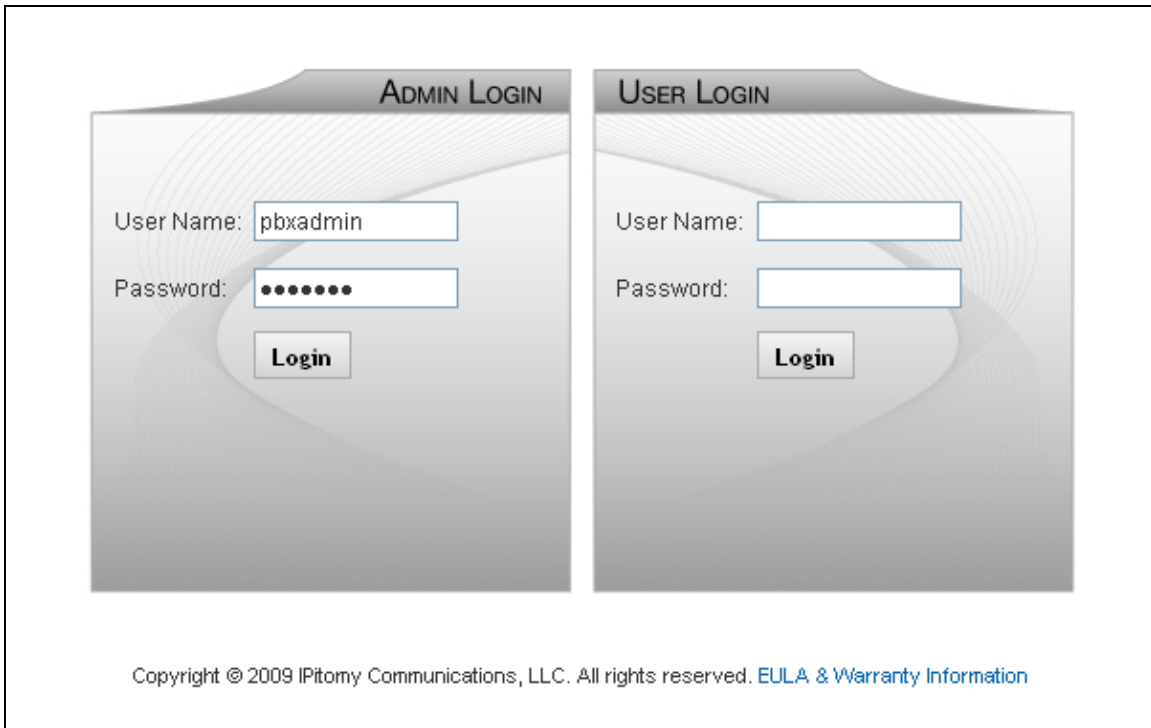 ADMIN LOGIN
User Name: pbxadmin
Password: •••••••
Login
USER LOGIN
User Name:
Password:
Login
Copyright © 2009 IPitomy Communications, LLC. All rights reserved. EULA & Warranty Information